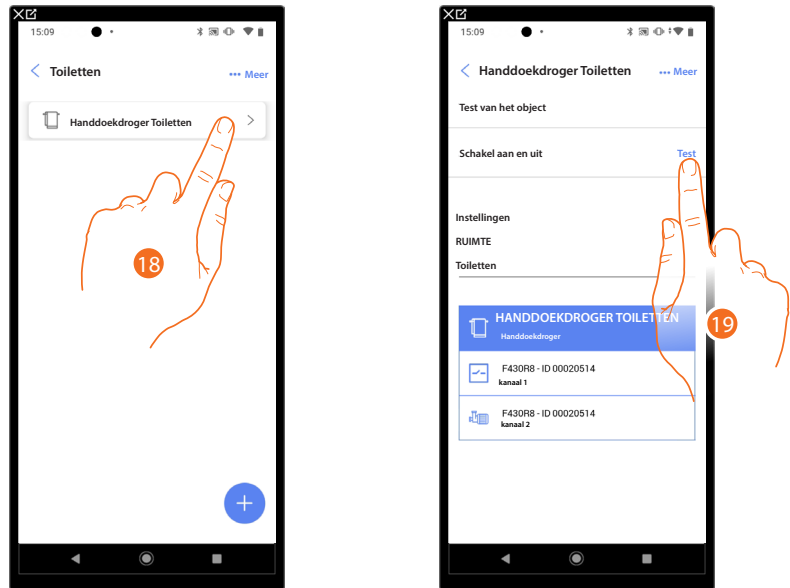 15:09
Toiletten
••• Meer
Handdoekdroger Toiletten
18
15:09
Handdoekdroger Toiletten
••• Meer
Test van het object
Schakel aan en uit
Test
Instellingen
RUIMTE
Toiletten
HANDDOEKDROGER TOILETTEN
Handdoekdroger
F430R8 - ID 00020514
kanaal 1
F430R8 - ID 00020514
kanaal 2
19